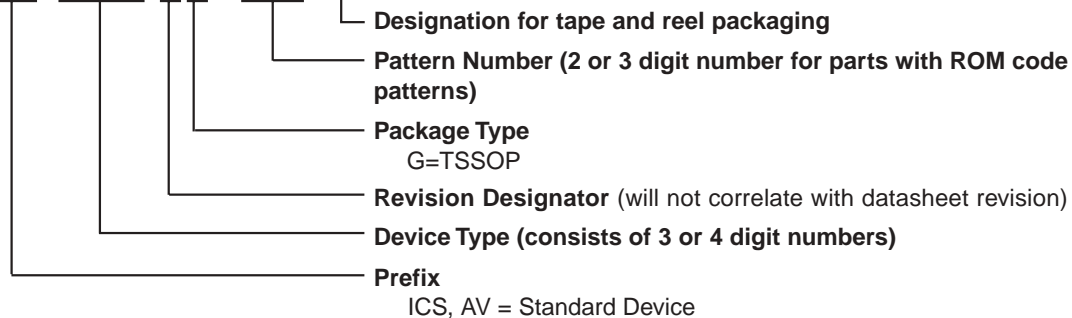 Designation for tape and reel packaging
Pattern Number (2 or 3 digit number for parts with ROM code
patterns)
Package Type
G=TSSOP
Revision Designator (will not correlate with datasheet revision)
Device Type (consists of 3 or 4 digit numbers)
Prefix
ICS, AV = Standard Device